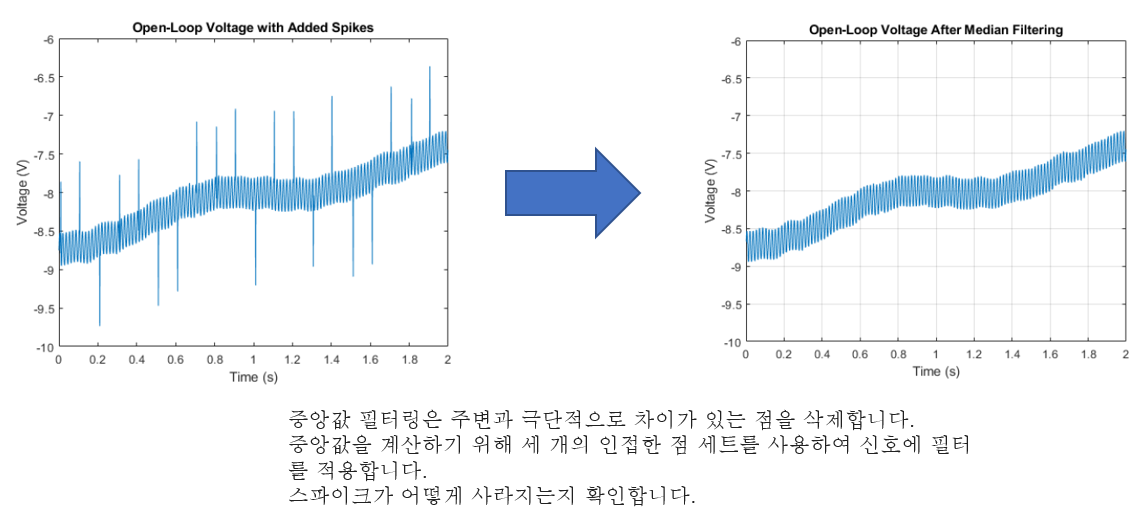 Open-Loop Voltage with Added Spikes
-6
-6.5
-7
-7.5
-8
-8.5
-9
-9.5
-10
Voltage (V)
0 0.2 0.4 0.6 0.8 1 1.2 1.4 1.6 1.8 2
Time (s)
Open-Loop Voltage After Median Filtering
-6
-6.5
-7
-7.5
-8
-8.5
-9
-9.5
-10
Voltage (V)
0 0.2 0.4 0.6 0.8 1 1.2 1.4 1.6 1.8 2
Time (s)
중앙값 필터링은 주변과 극단적으로 차이가 있는 점을 삭제합니다.
중앙값을 계산하기 위해 세 개의 인접한 점 세트를 사용하여 신호에 필터
를 적용합니다.
스파이크가 어떻게 사라지는지 확인합니다.